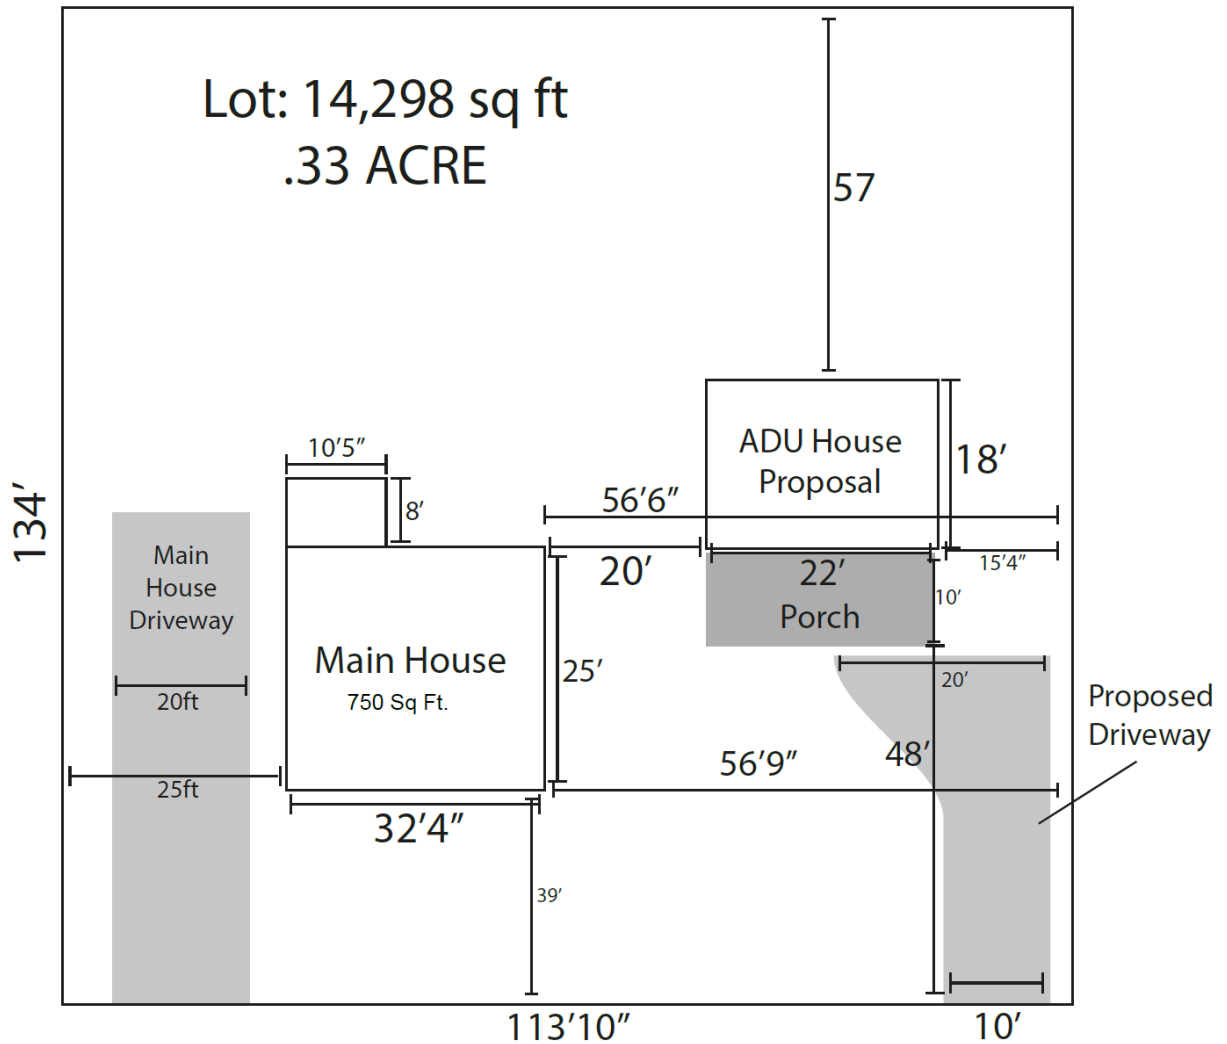 Lot: 14,298 sq ft
.33 ACRE
57
134’
10’5”
8’
ADU House
Proposal
18’
56’6”
20’
15’4”
22’
Porch
10’
Main
House
Driveway
20ft
25ft
Main House
750 Sq Ft.
25’
32’4”
39’
56’9”
48’
20’
Proposed
Driveway
113’10”
10’